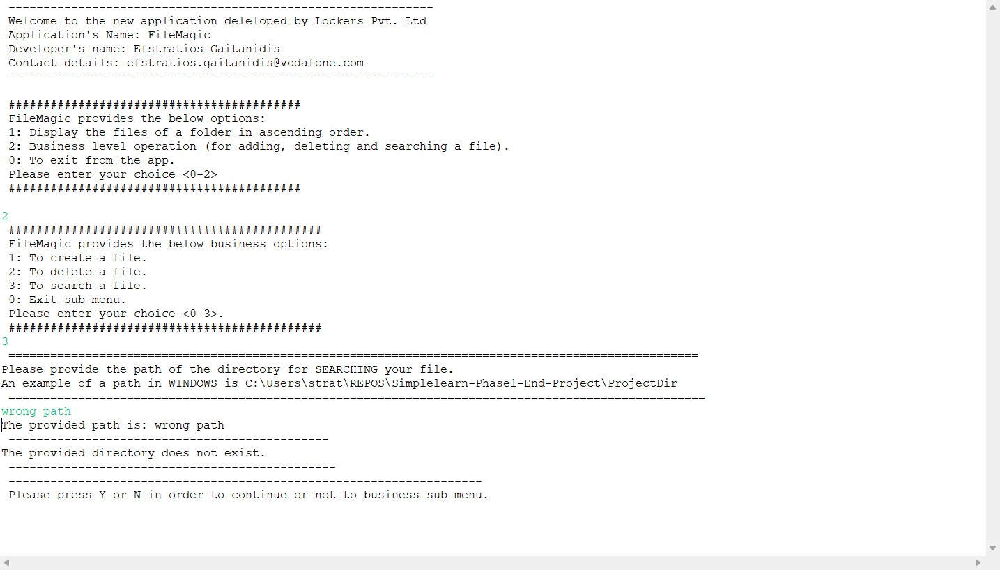 -------------------------------------------------------------
Welcome to the new application deleloped by Lockers Pvt. Ltd
Application's Name: FileMagic
Developer's name: Efstratios Gaitanidis
Contact details: efstratios.gaitanidis@vodafone.com
-------------------------------------------------------------
##########################################
FileMagic provides the below options:
1: Display the files of a folder in ascending order.
2: Business level operation (for adding, deleting and searching a file).
0: To exit from the app.
Please enter your choice <0-2>
##########################################
2
#############################################
FileMagic provides the below business options:
1: To create a file.
2: To delete a file.
3: To search a file.
0: Exit sub menu.
Please enter your choice <0-3>.
#############################################
3
===================================================================================================
Please provide the path of the directory for SEARCHING your file.
An example of a path in WINDOWS is C:\Users\strat\REPOS\Simplelearn-Phase1-End-Project\ProjectDir
====================================================================================================
wrong path
The provided path is: wrong path
----------------------------------------------
The provided directory does not exist.
-----------------------------------------------
--------------------------------------------------------------------
Please press Y or N in order to continue or not to business sub menu.